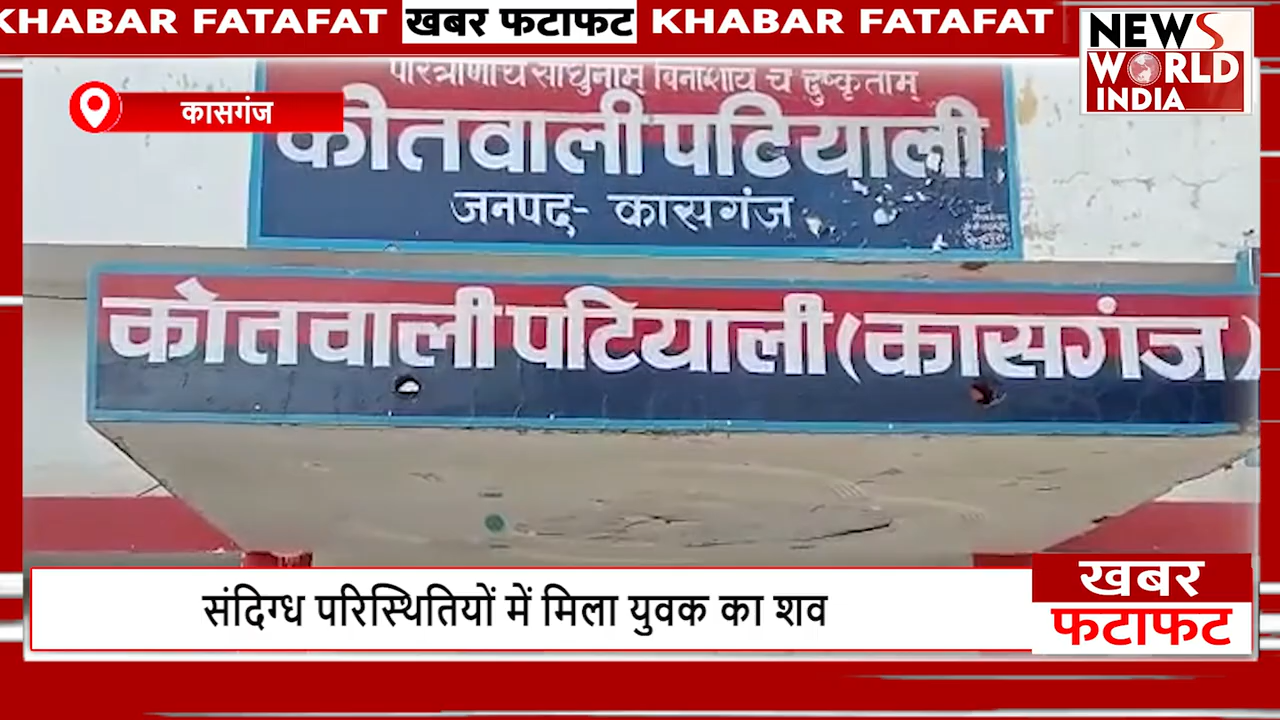 KHABAR FATAFAT खबर फटाफट KHABAR FATAFAT
NEWS
WORLD
INDIA
कासगंज
परित्राणाय साधुनाम् विनाशाय च दुष्कृताम्
कोतवाली पटियाली
जनपद- कासगंज
कोतवाली पटियाली (कासगंज)
संदिग्ध परिस्थितियों में मिला युवक का शव
खबर
फटाफट